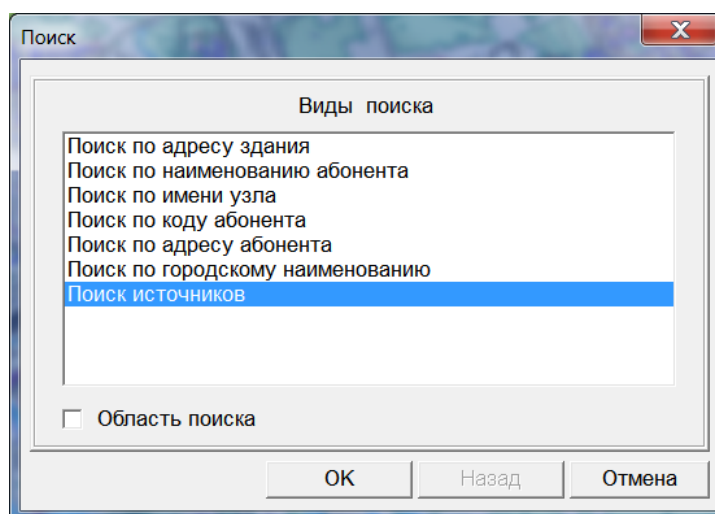 Поиск
Виды поиска
Поиск по адресу здания
Поиск по наименованию абонента
Поиск по имени узла
Поиск по коду абонента
Поиск по адресу абонента
Поиск по городскому наименованию
Поиск источников
Область поиска
OK
Назад
Отмена